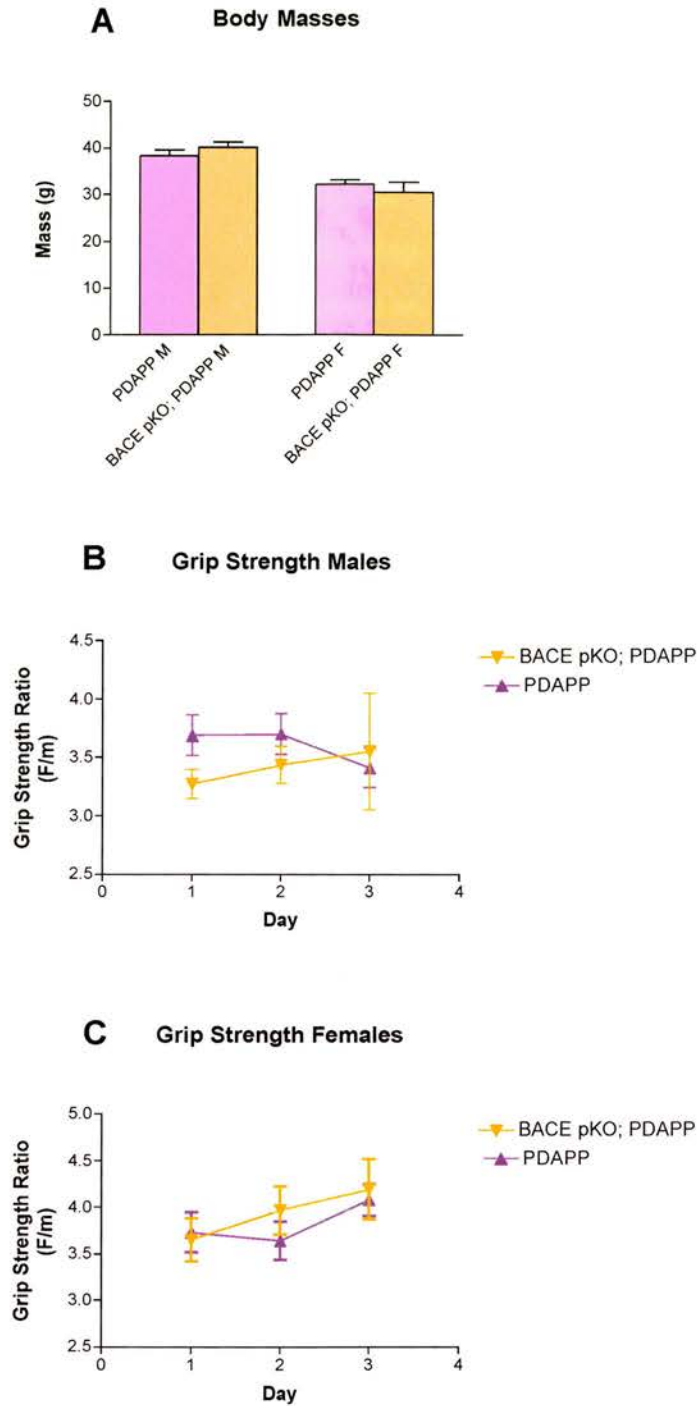 A Body Masses
50
40
30
20
10
0
Mass (g)
PDAPP M
BACE pKO; PDAPP M
PDAPP F
BACE pKO; PDAPP F
B Grip Strength Males
4.5
4.0
3.5
3.0
2.5
Grip Strength Ratio
(F/m)
0 1 2 3 4
Day
BACE pKO; PDAPP
PDAPP
C Grip Strength Females
5.0
4.5
4.0
3.5
3.0
2.5
Grip Strength Ratio
(F/m)
0 1 2 3 4
Day
BACE pKO; PDAPP
PDAPP